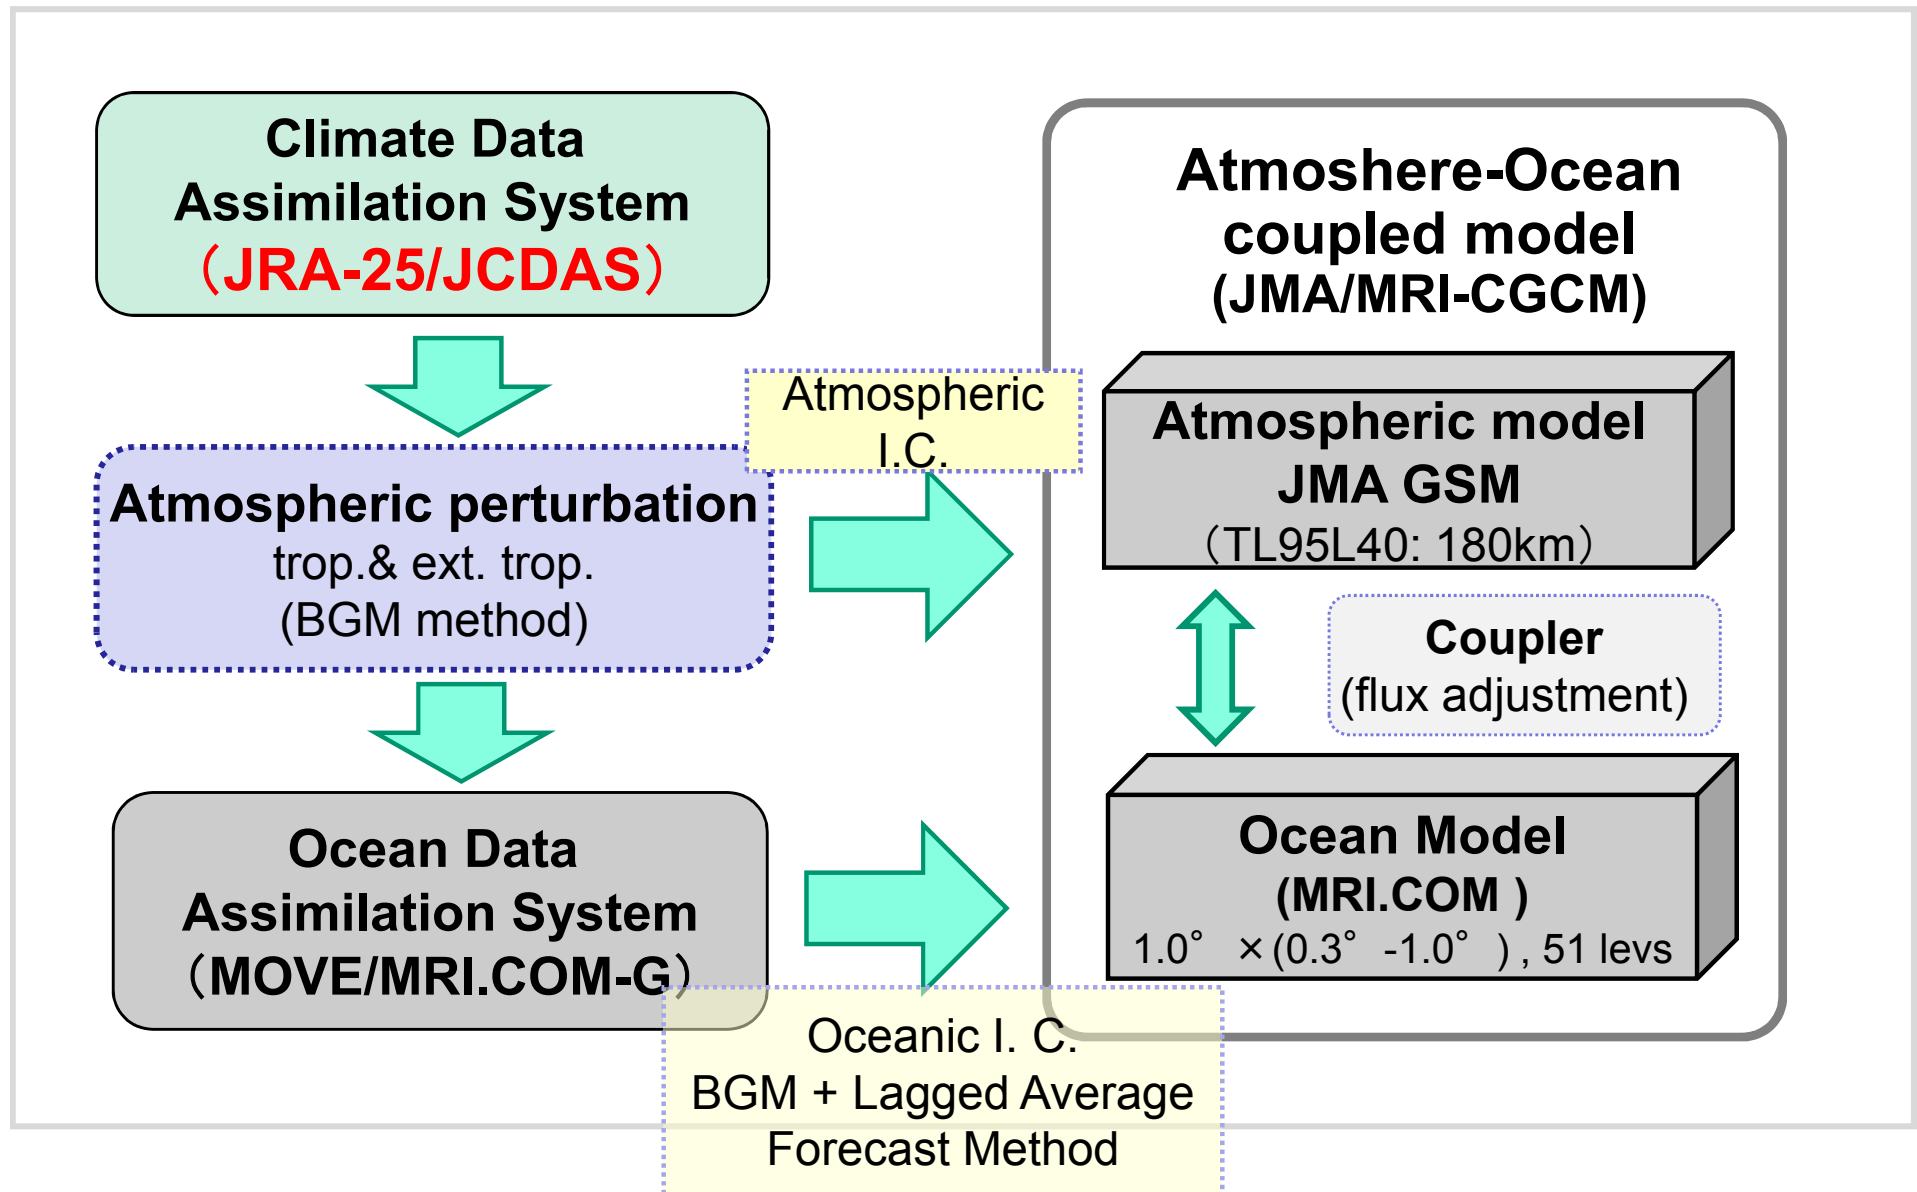 Climate Data
Assimilation System
（JRA-25/JCDAS）
Atmospheric perturbation
trop.& ext. trop.
(BGM method)
Ocean Data
Assimilation System
（MOVE/MRI.COM-G）
Atmospheric
I.C.
Oceanic I. C.
BGM + Lagged Average
Forecast Method
Atmoshere-Ocean
coupled model
(JMA/MRI-CGCM)
Atmospheric model
JMA GSM
（TL95L40: 180km）
Coupler
(flux adjustment)
Ocean Model
(MRI.COM )
1.0° ×(0.3° -1.0° ) , 51 levs